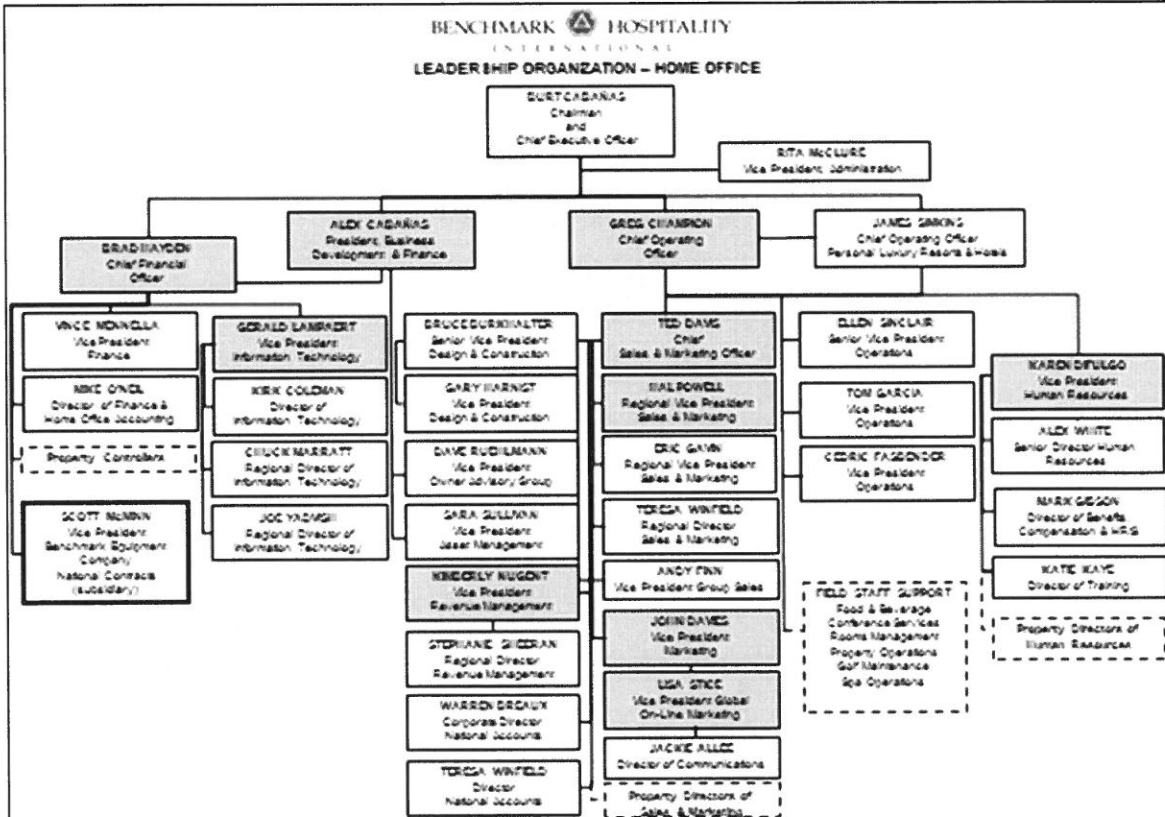 BENCHMARK HOSPITALITY
INTERNATIONAL
LEADERSHIP ORGANIZATION – HOME OFFICE
BURT CABAÑAS
Chairman
and
Chief Executive Officer
RITA McCLURE
Vice President, Administration
BRAD HAYDEN
Chief Financial
Officer
ALEX CABAÑAS
President, Business
Development & Finance
GREG CHAMPION
Chief Operating
Officer
JAMES SIMKINS
Chief Operating Officer
Personal Luxury Resorts & Hotels
VINCE MENNELLA
Vice President
Finance
MIKE O'NEIL
Director of Finance &
Home Office Accounting
Property Controllers
SCOTT McMINN
Vice President
Benchmark Equipment
Company
National Contracts
(subsidiary)
GERALD LAMPAERT
Vice President
Information Technology
KIRK COLEMAN
Director of
Information Technology
CHUCK MARRATT
Regional Director of
Information Technology
JOE
Regional Director of
Information Technology
BRUCE BURKHALTER
Senior Vice President
Design & Construction
GARY HARNIST
Vice President
Design & Construction
DAVE
Vice President
Owner Advisory Group
SARA SULLIVAN
Vice President
Asset Management
KIMBERLY NUGENT
Vice President
Revenue Management
STEPHANIE SHEERAN
Regional Director
Revenue Management
WARREN BREAUX
Corporate Director
National Accounts
TERESA WINFIELD
Director
National Accounts
TED DAVIS
Chief
Sales & Marketing Officer
HAL POWELL
Regional Vice President
Sales & Marketing
ERIC GAVIN
Regional Vice President
Sales & Marketing
TERESA WINFIELD
Regional Director
Sales & Marketing
ANDY FINN
Vice President Group Sales
JOHN DAVIES
Vice President
Marketing
LISA STICE
Vice President Global
On-Line Marketing
JACKIE ALLEE
Director of Communications
Property Directors of
Sales & Marketing
ELLEN SINCLAIR
Senior Vice President
Operations
TOM GARCIA
Vice President
Operations
CEDRIC FASBENDER
Vice President
Operations
FIELD STAFF SUPPORT
Food & Beverage
Conference Services
Rooms Management
Property Operations
Golf Maintenance
Spa Operations
KAREN DIFULGO
Vice President
Human Resources
ALEX WHITE
Senior Director Human
Resources
MARK GIBSON
Director of Benefits
Compensation & HRIS
KATIE KAYE
Director of Training
Property Directors of
Human Resources